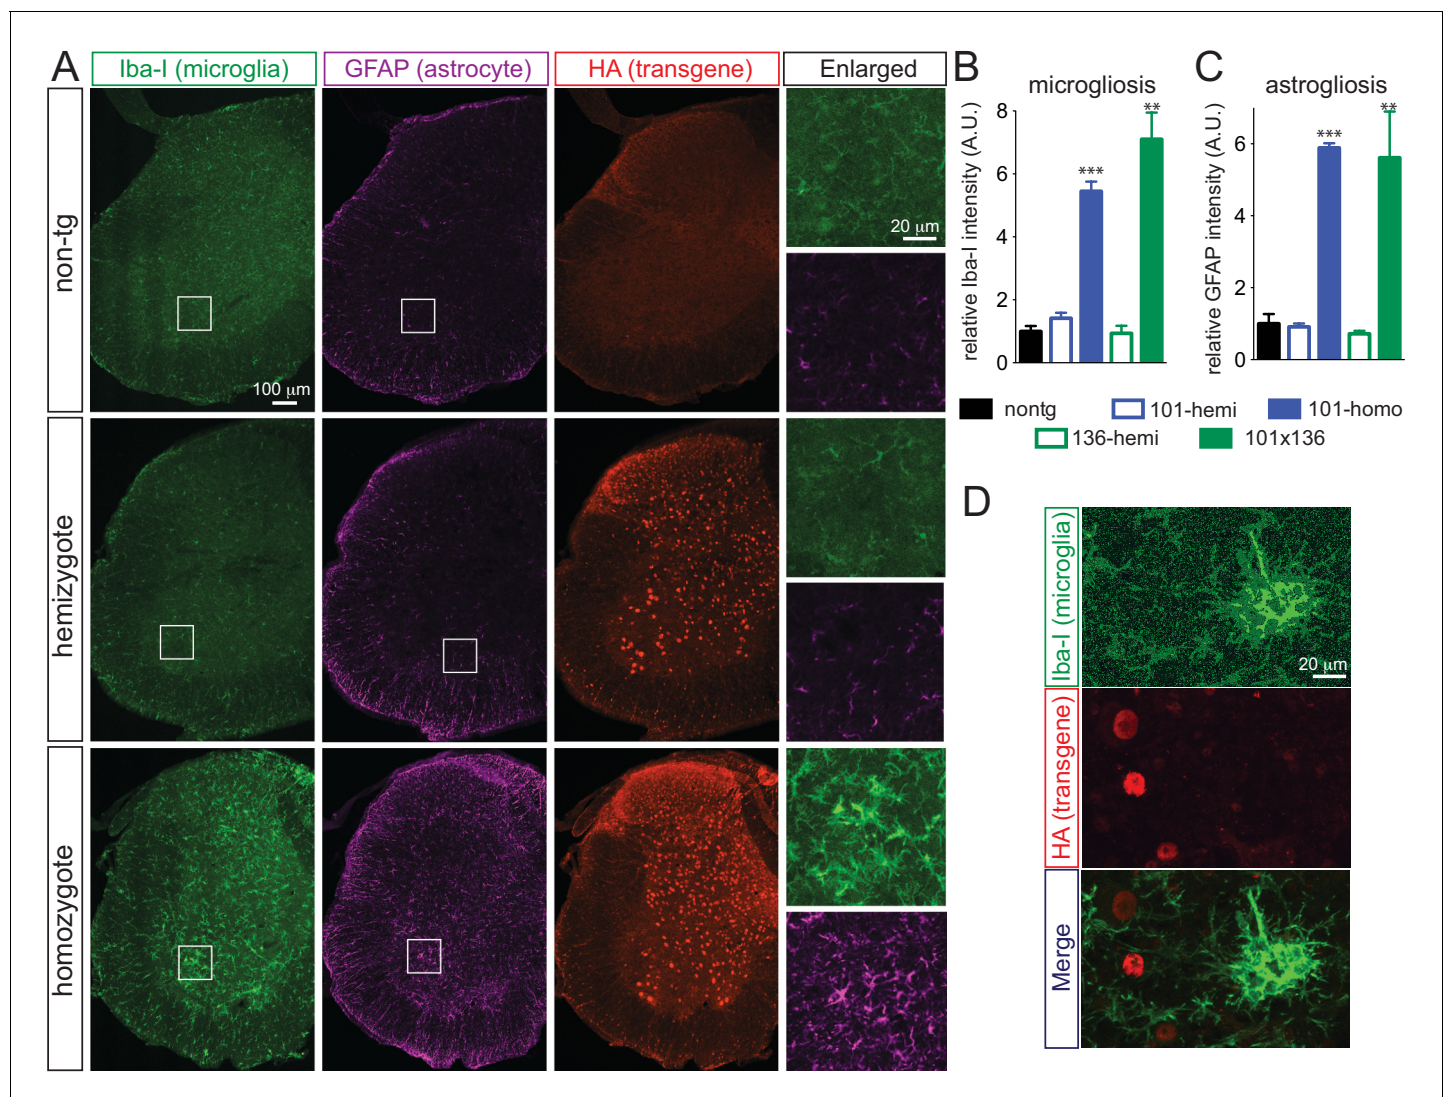 A
Iba-I (microglia)
GFAP (astrocyte)
HA (transgene)
Enlarged
non-tg
100 μm
20 μm
hemizygote
homozygote
B
microgliosis
relative Iba-I intensity (A.U.)
8
6
4
2
0
***
**
C
astrogliosis
relative GFAP intensity (A.U.)
6
4
2
0
***
**
nontg
101-hemi
101-homo
136-hemi
101x136
D
Iba-I (microglia)
20 μm
HA (transgene)
Merge